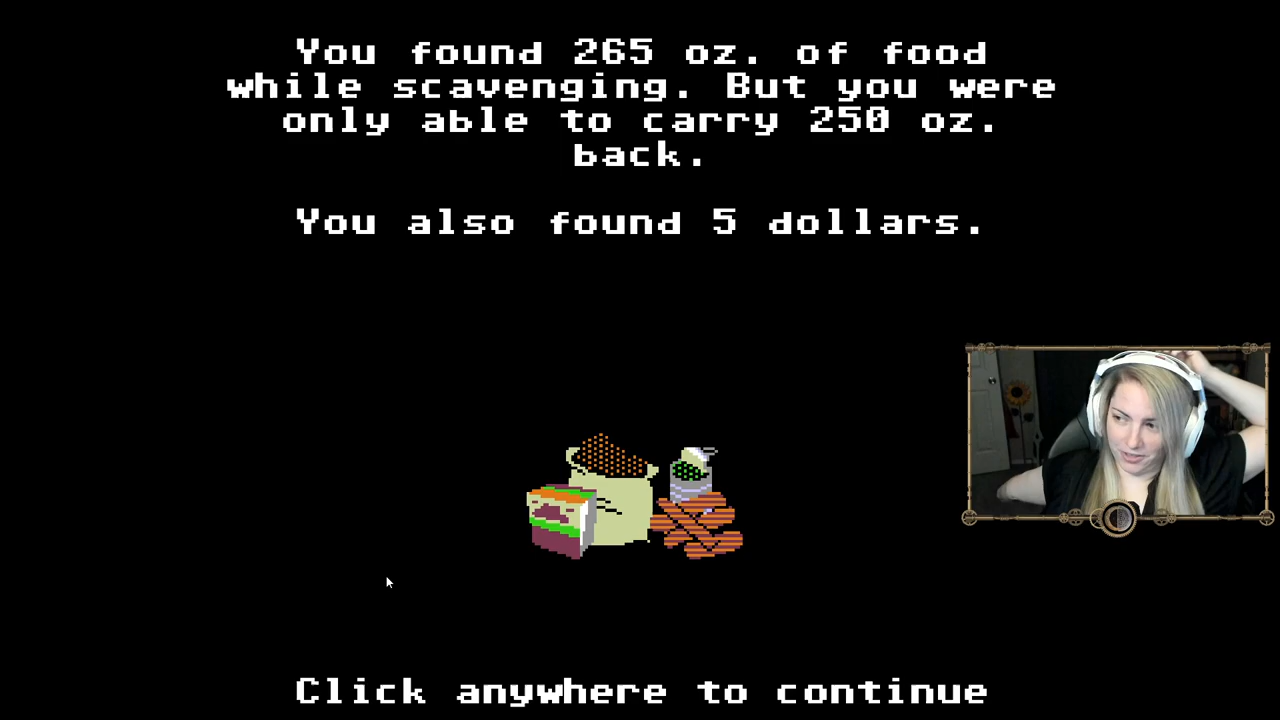 You found 265 oz. of food
while scavenging. But you were
only able to carry 250 oz.
back.
You also found 5 dollars.
Click anywhere to continue